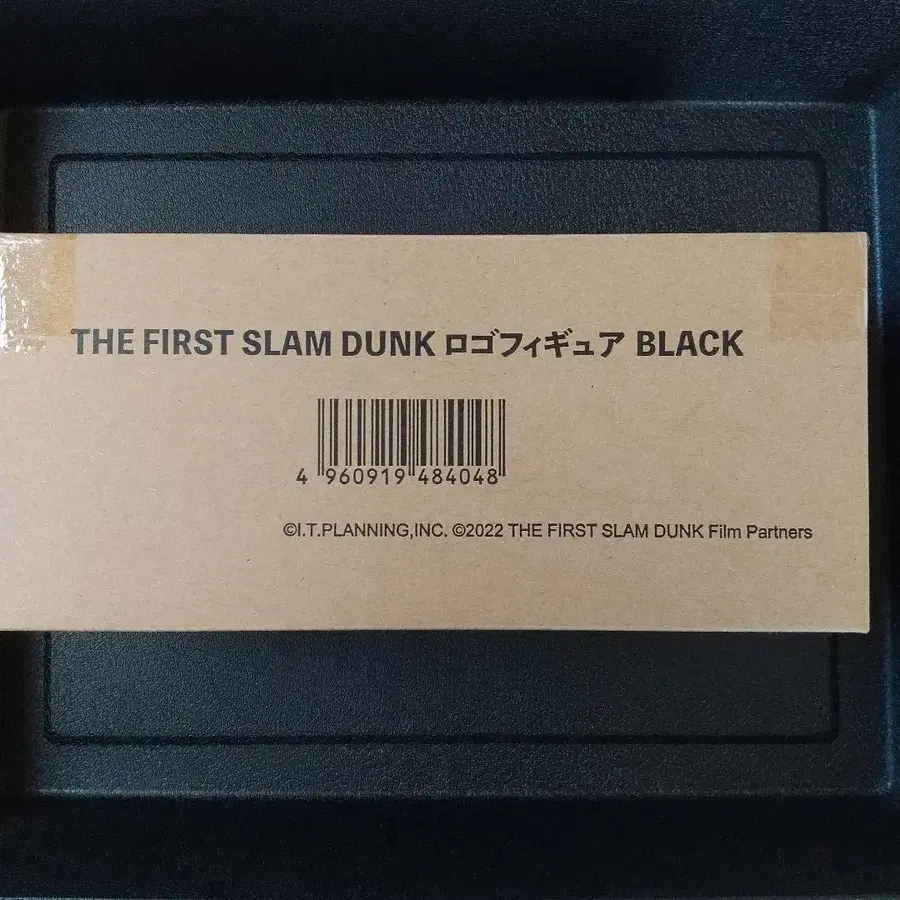 THE FIRST SLAM DUNK ロゴフィギュア BLACK
4 960919 484048
©I.T.PLANNING,INC. ©2022 THE FIRST SLAM DUNK Film Partners